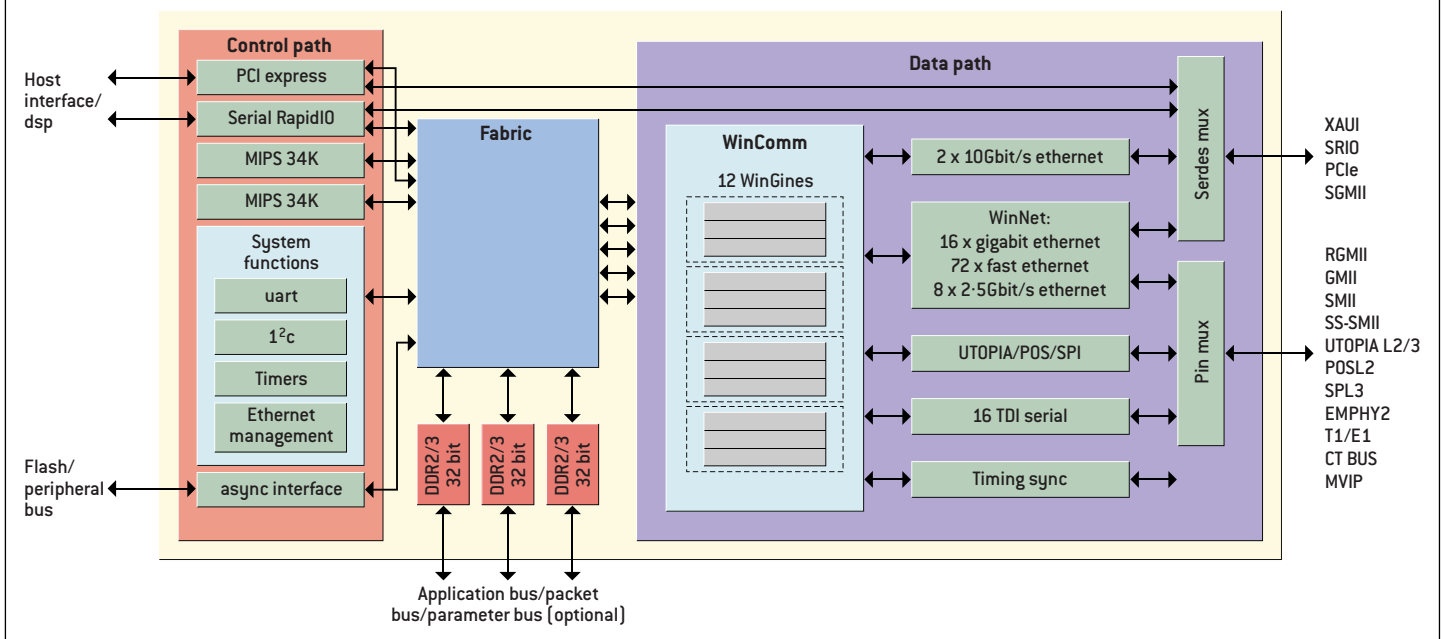 Control path
Host
interface/
dsp
PCI express
Serial RapidIO
MIPS 34K
MIPS 34K
System
functions
uart
1²c
Timers
Ethernet
management
Flash/
peripheral
bus
async interface
Fabric
DDR2/3
32 bit
DDR2/3
32 bit
DDR2/3
32 bit
Application bus/packet
bus/parameter bus (optional)
Data path
WinComm
12 WinGines
2 x 10Gbit/s ethernet
WinNet:
16 x gigabit ethernet
72 x fast ethernet
8 x 2·5Gbit/s ethernet
UTOPIA/POS/SPI
16 TDI serial
Timing sync
Serdes mux
Pin mux
XAUI
SRIO
PCIe
SGMII
RGMII
GMII
SMII
SS-SMII
UTOPIA L2/3
POSL2
SPL3
EMPHY2
T1/E1
CT BUS
MVIP